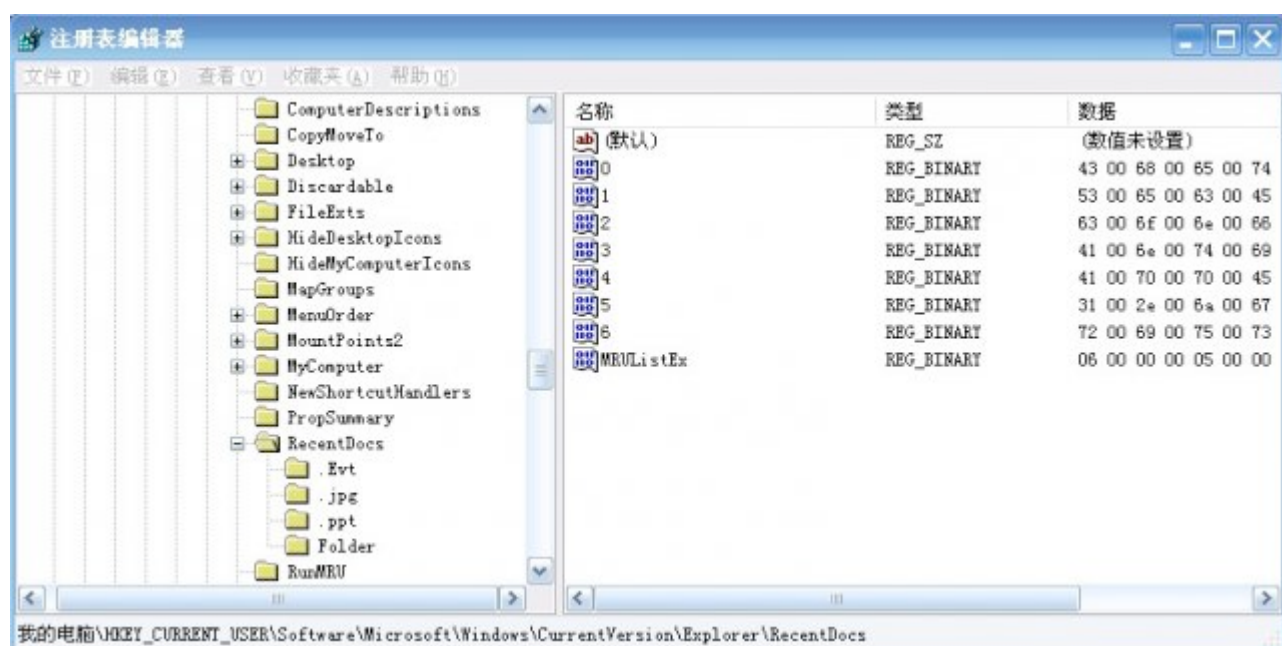 注册表编辑器
文件(F) 编辑(E) 查看(V) 收藏夹(A) 帮助(H)
ComputerDescriptions
CopyMoveTo
Desktop
Discardable
FileExts
HideDesktopIcons
HideMyComputerIcons
MapGroups
MenuOrder
MountPoints2
MyComputer
NewShortcutHandlers
PropSummary
RecentDocs
.Evt
.jpg
.ppt
Folder
RunMRU
名称 类型 数据
(默认) REG_SZ (数值未设置)
0 REG_BINARY 43 00 68 00 65 00 74
1 REG_BINARY 53 00 65 00 63 00 45
2 REG_BINARY 63 00 6f 00 6e 00 66
3 REG_BINARY 41 00 6e 00 74 00 69
4 REG_BINARY 41 00 70 00 70 00 45
5 REG_BINARY 31 00 2e 00 6a 00 67
6 REG_BINARY 72 00 69 00 75 00 73
MRUListEx REG_BINARY 06 00 00 00 05 00 00
我的电脑\HKEY_CURRENT_USER\Software\Microsoft\Windows\CurrentVersion\Explorer\RecentDocs